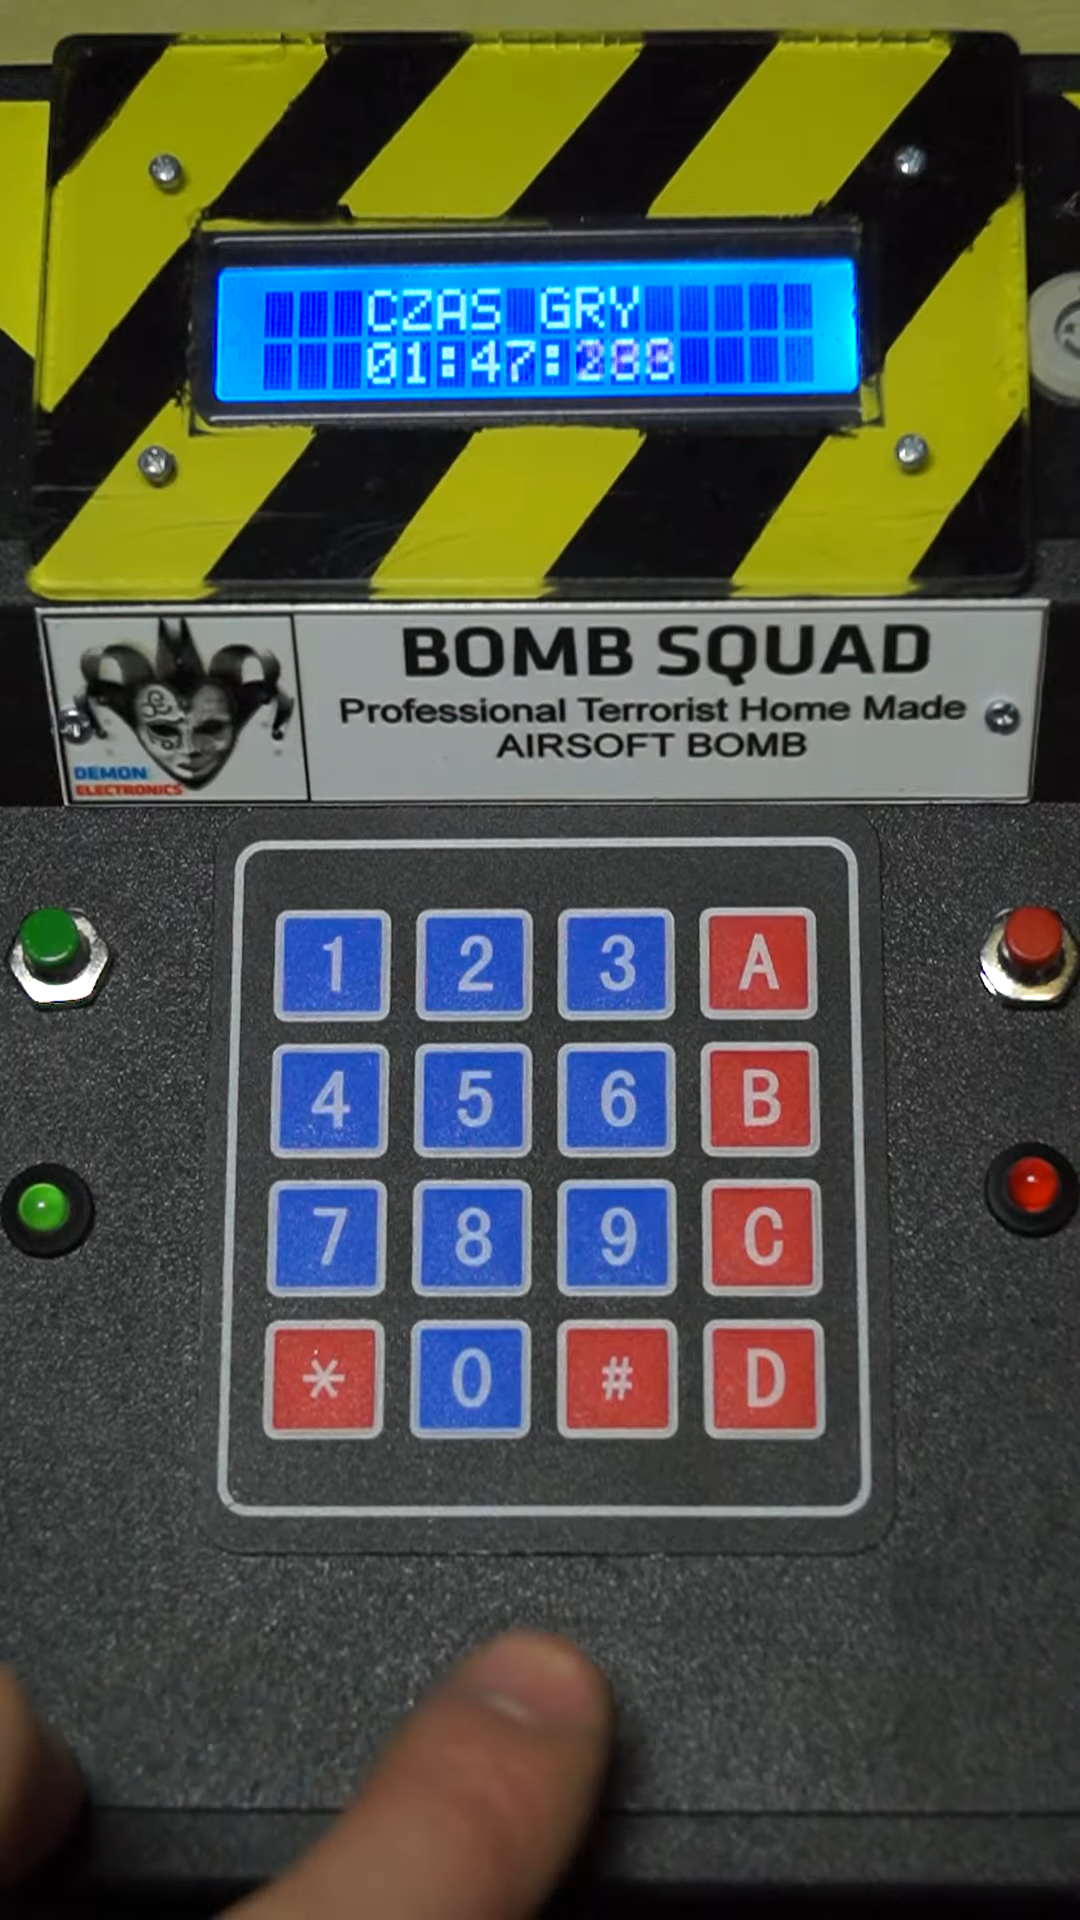 CZAS GRY
01:47:288
BOMB SQUAD
Professional Terrorist Home Made
AIRSOFT BOMB
DEMON
ELECTRONICS
1 2 3 A
4 5 6 B
7 8 9 C
* 0 # D